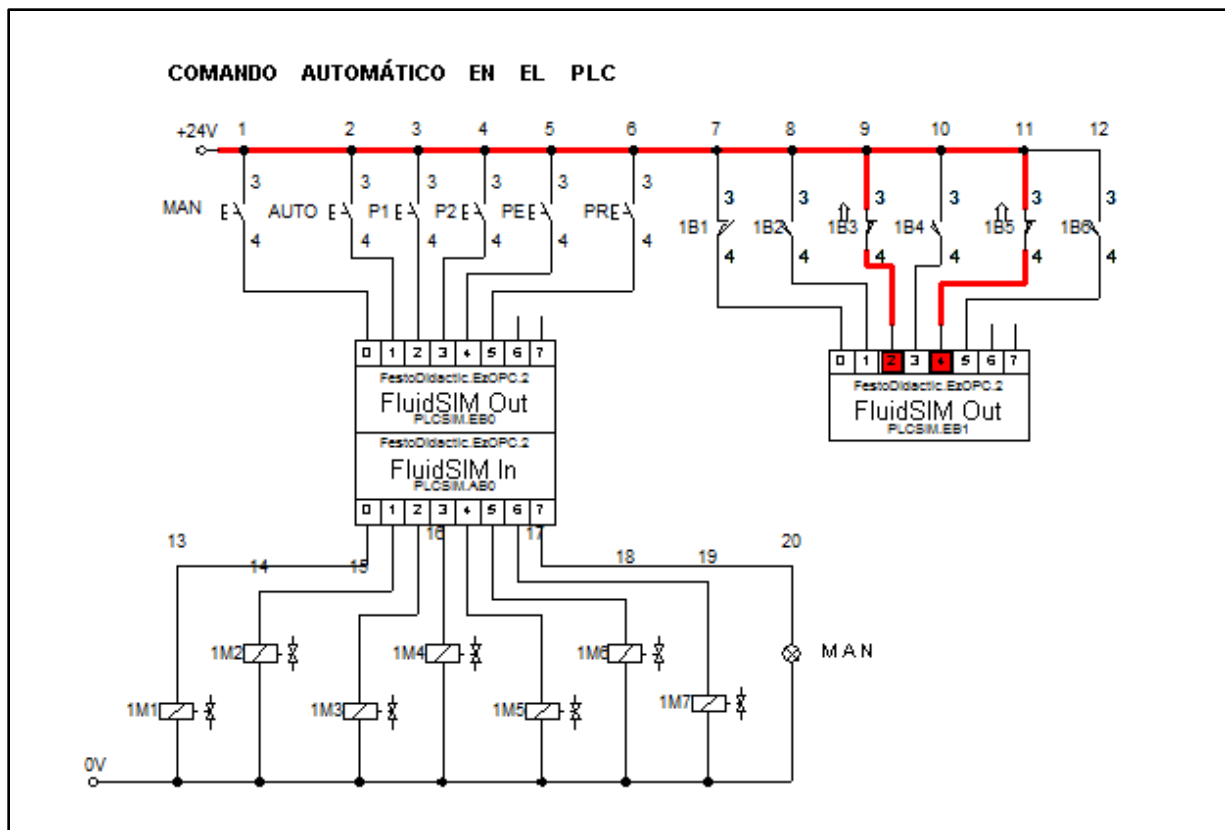 COMANDO AUTOMÁTICO EN EL PLC
+24V 1 2 3 4 5 6 7 8 9 10 11 12
3 3 3 3 3 3 3 3 3 3 3 3
MAN AUTO P1 P2 PE PR 1B1 1B2 1B3 1B4 1B5 1B6
4 4 4 4 4 4 4 4 4 4 4 4
0 1 2 3 4 5 6 7
FestoDidactic.EzOPC.2
FluidSIM Out
PLCSIM.EB0
FestoDidactic.EzOPC.2
FluidSIM In
PLCSIM.AB0
0 1 2 3 4 5 6 7
0 1 2 3 4 5 6 7
FestoDidactic.EzOPC.2
FluidSIM Out
PLCSIM.EB1
13 14 15 16 17 18 19 20
1M2 1M4 1M6 MAN
1M1 1M3 1M5 1M7
0V